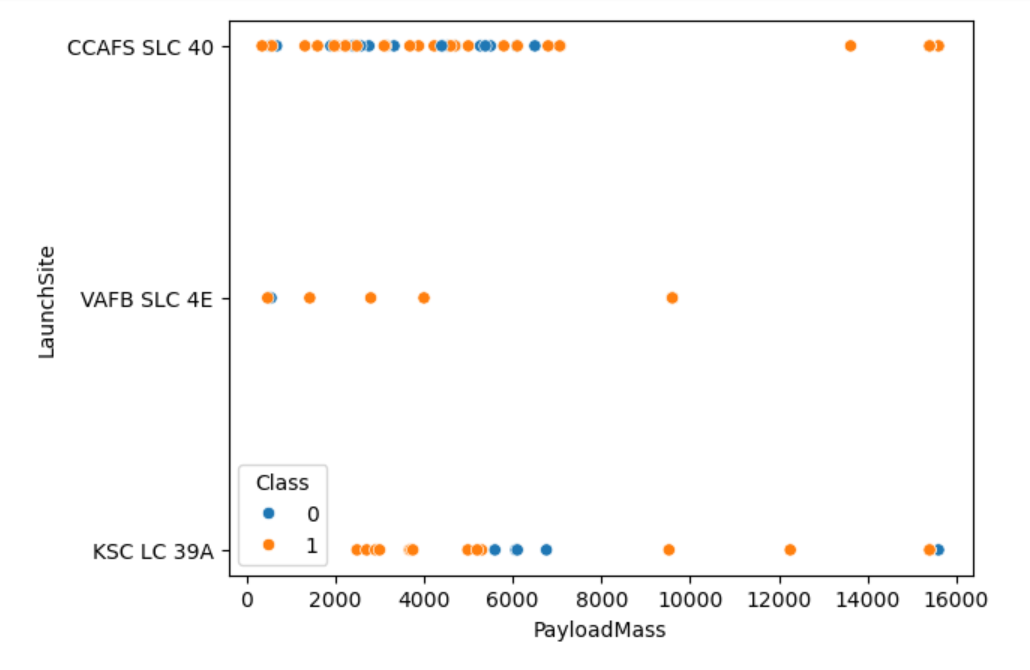 CCAFS SLC 40
VAFB SLC 4E
KSC LC 39A
LaunchSite
Class
0
1
0 2000 4000 6000 8000 10000 12000 14000 16000
PayloadMass